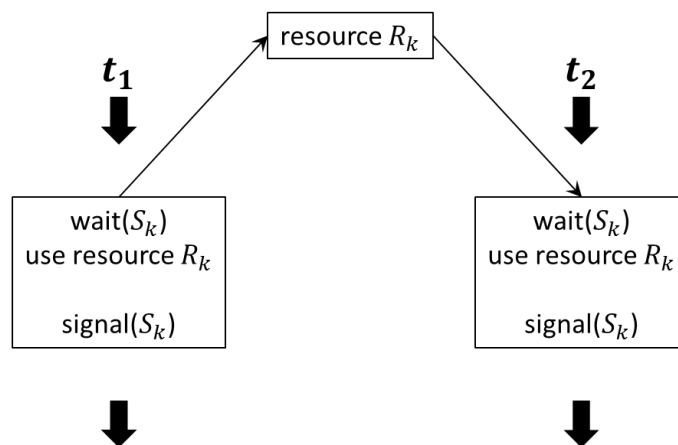 resource R_k
t_1
t_2
wait(S_k)
use resource R_k
signal(S_k)
wait(S_k)
use resource R_k
signal(S_k)